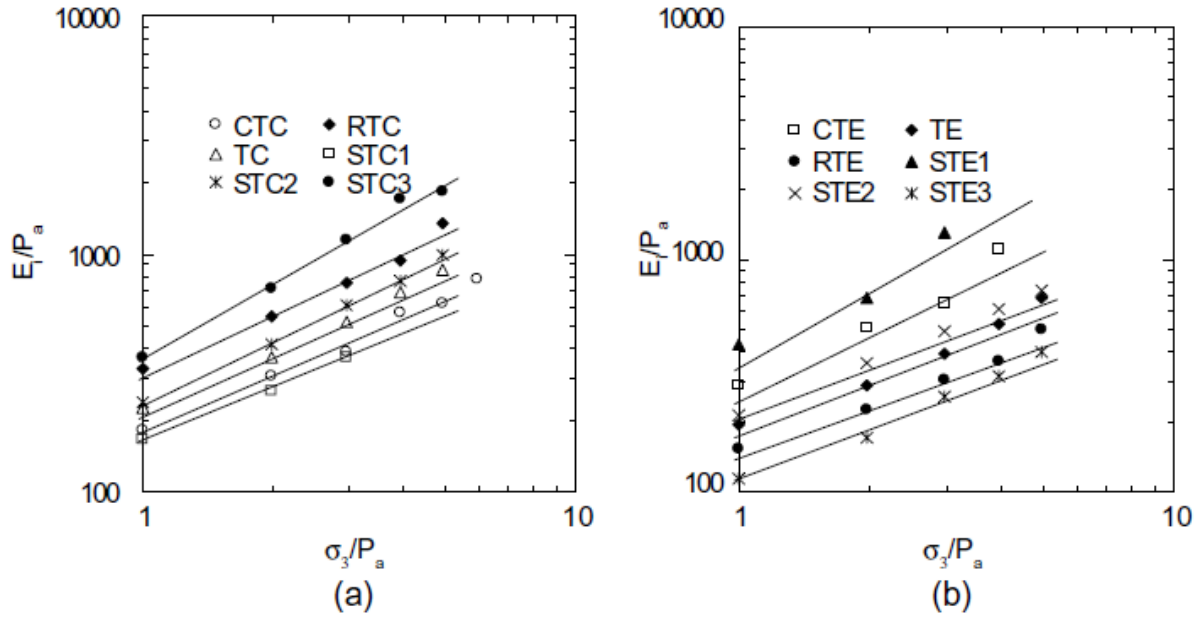 10000
CTC RTC
TC STC1
STC2 STC3
1000
E_i/P_a
100
1 10
σ_3/P_a
(a)
10000
CTE TE
RTE STE1
STE2 STE3
1000
E_i/P_a
100
1 10
σ_3/P_a
(b)